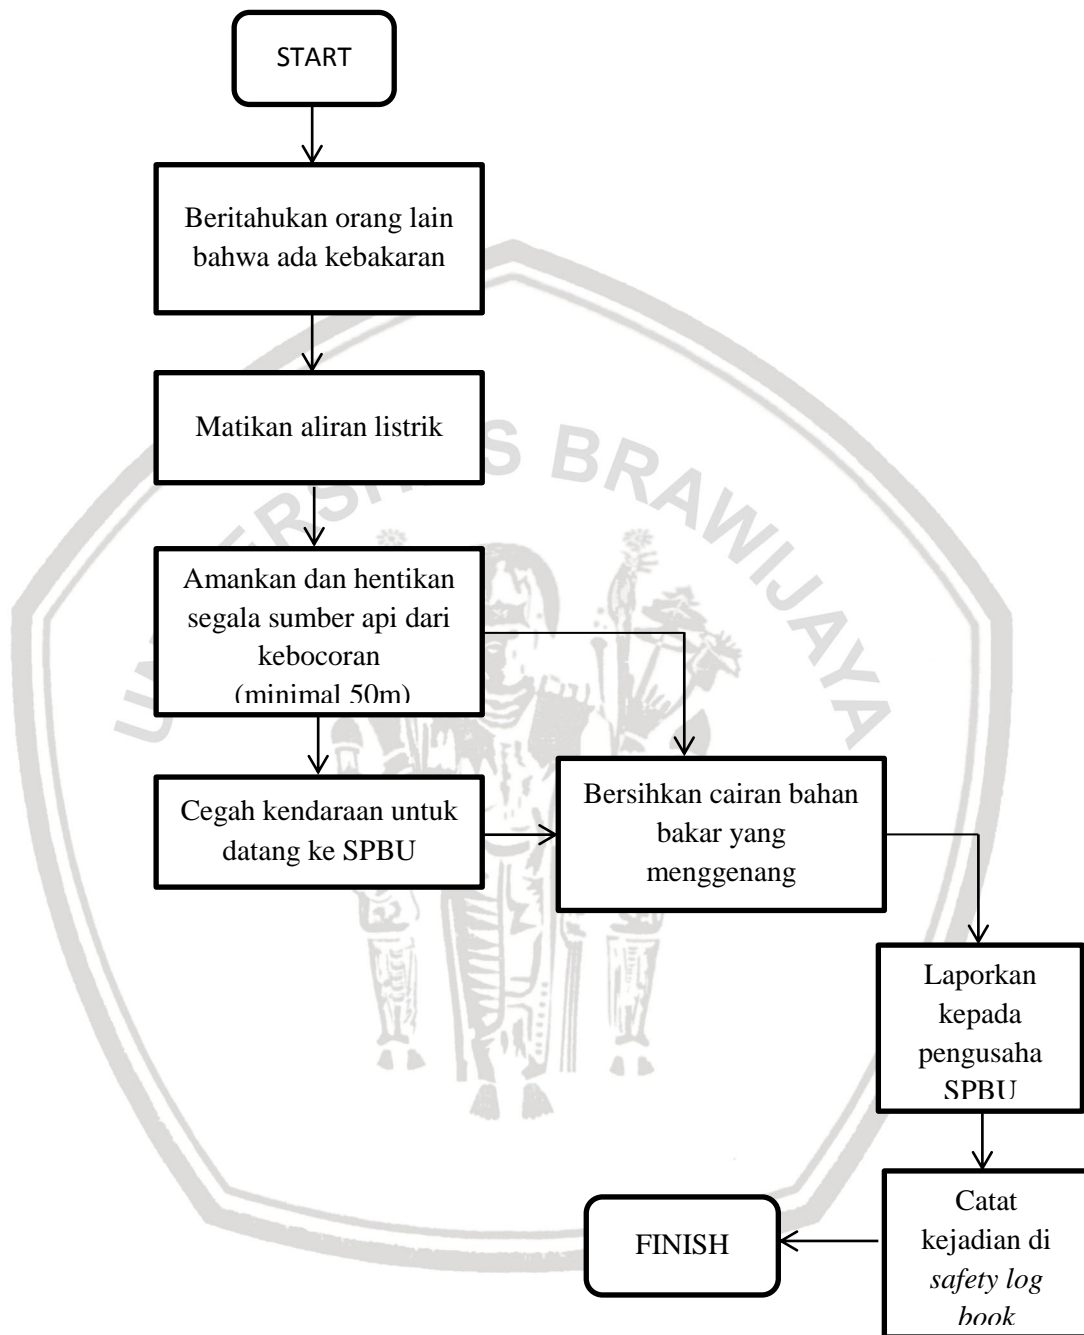 START
Beritahukan orang lain
bahwa ada kebakaran
Matikan aliran listrik
Amankan dan hentikan
segala sumber api dari
kebocoran
(minimal 50m)
Cegah kendaraan untuk
datang ke SPBU
Bersihkan cairan bahan
bakar yang
menggenang
Laporkan
kepada
pengusaha
SPBU
Catat
kejadian di
safety log
book
FINISH
BRAWIJAYA